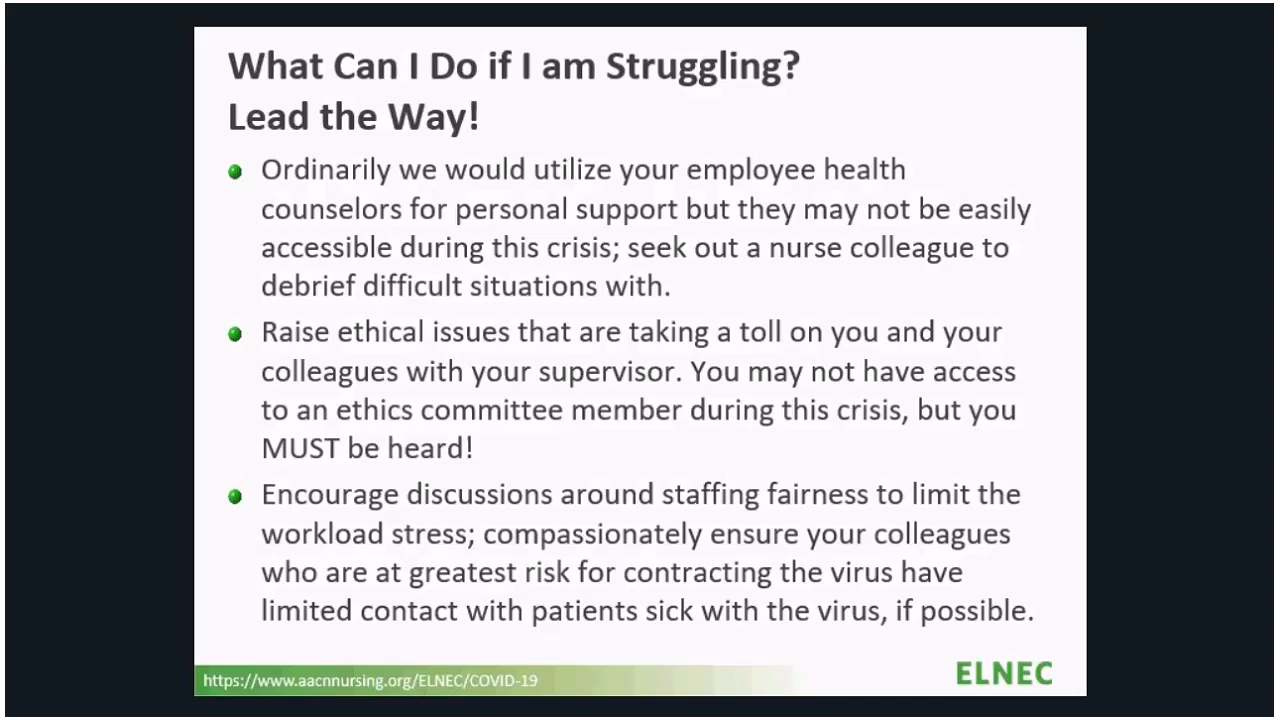 What Can I Do if I am Struggling?
Lead the Way!
Ordinarily we would utilize your employee health
counselors for personal support but they may not be easily
accessible during this crisis; seek out a nurse colleague to
debrief difficult situations with.
Raise ethical issues that are taking a toll on you and your
colleagues with your supervisor. You may not have access
to an ethics committee member during this crisis, but you
MUST be heard!
Encourage discussions around staffing fairness to limit the
workload stress; compassionately ensure your colleagues
who are at greatest risk for contracting the virus have
limited contact with patients sick with the virus, if possible.
https://www.aacnnursing.org/ELNEC/COVID-19
ELNEC